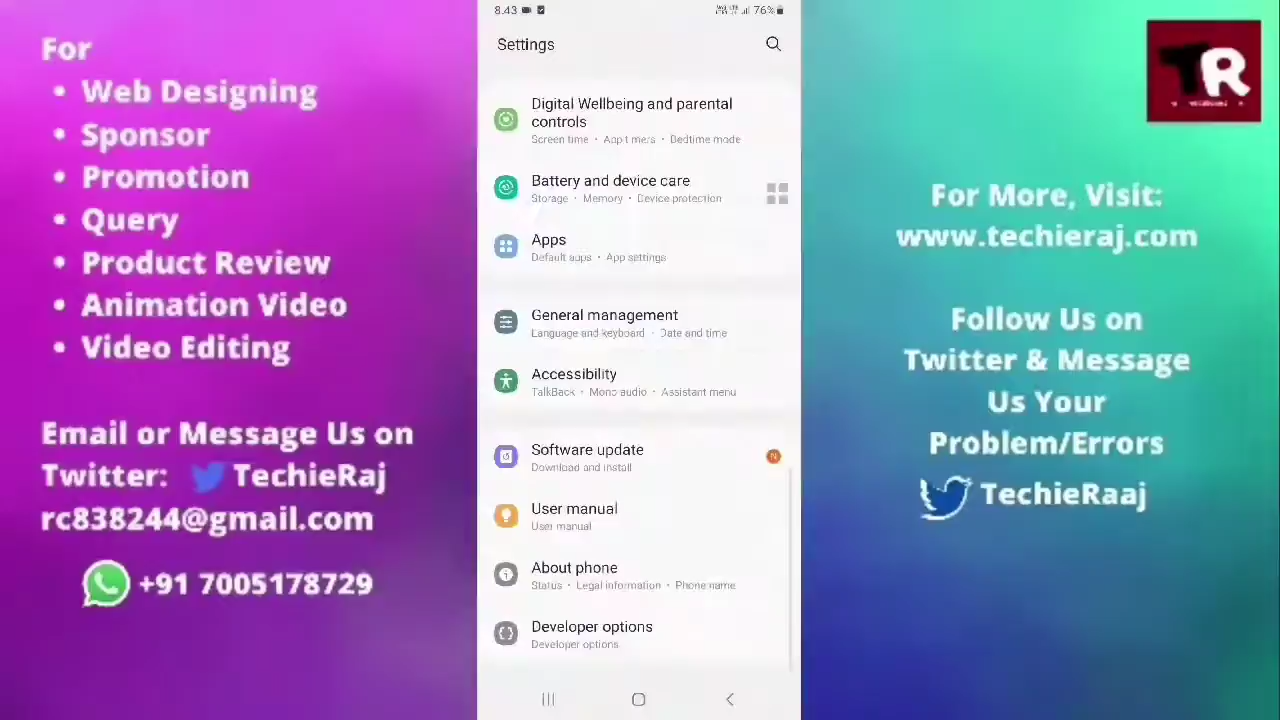 For
• Web Designing
• Sponsor
• Promotion
• Query
• Product Review
• Animation Video
• Video Editing
Email or Message Us on
Twitter: TechieRaj
rc838244@gmail.com
+91 7005178729
8.43
76%
Settings
Digital Wellbeing and parental
controls
Screen time • App timers • Bedtime mode
Battery and device care
Storage • Memory • Device protection
Apps
Default apps • App settings
General management
Language and keyboard • Date and time
Accessibility
TalkBack • Mono audio • Assistant menu
Software update
Download and install
N
User manual
User manual
About phone
Status • Legal information • Phone name
Developer options
Developer options
TR
For More, Visit:
www.techieraj.com
Follow Us on
Twitter & Message
Us Your
Problem/Errors
TechieRaaj